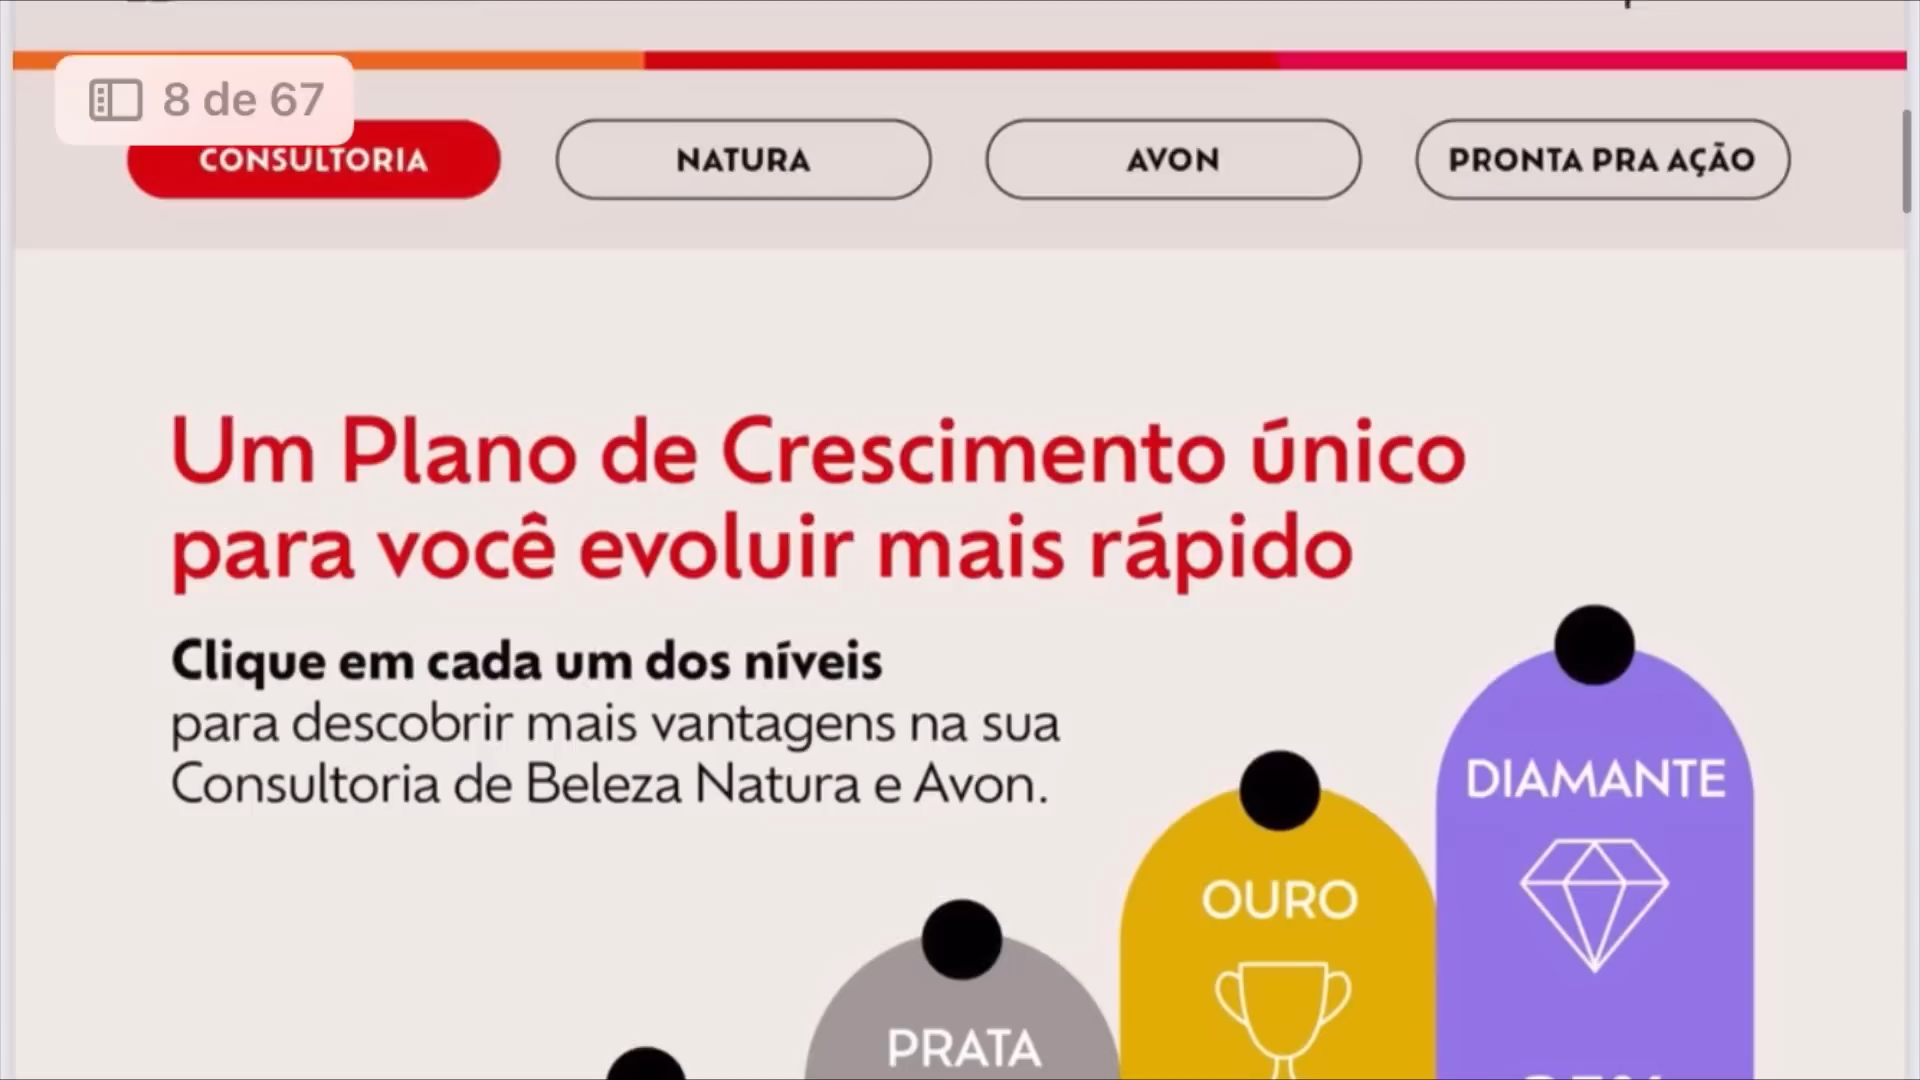 8 de 67
CONSULTORIA
NATURA
AVON
PRONTA PRA AÇÃO
Um Plano de Crescimento único
para você evoluir mais rápido
Clique em cada um dos níveis
para descobrir mais vantagens na sua
Consultoria de Beleza Natura e Avon.
DIAMANTE
OURO
PRATA